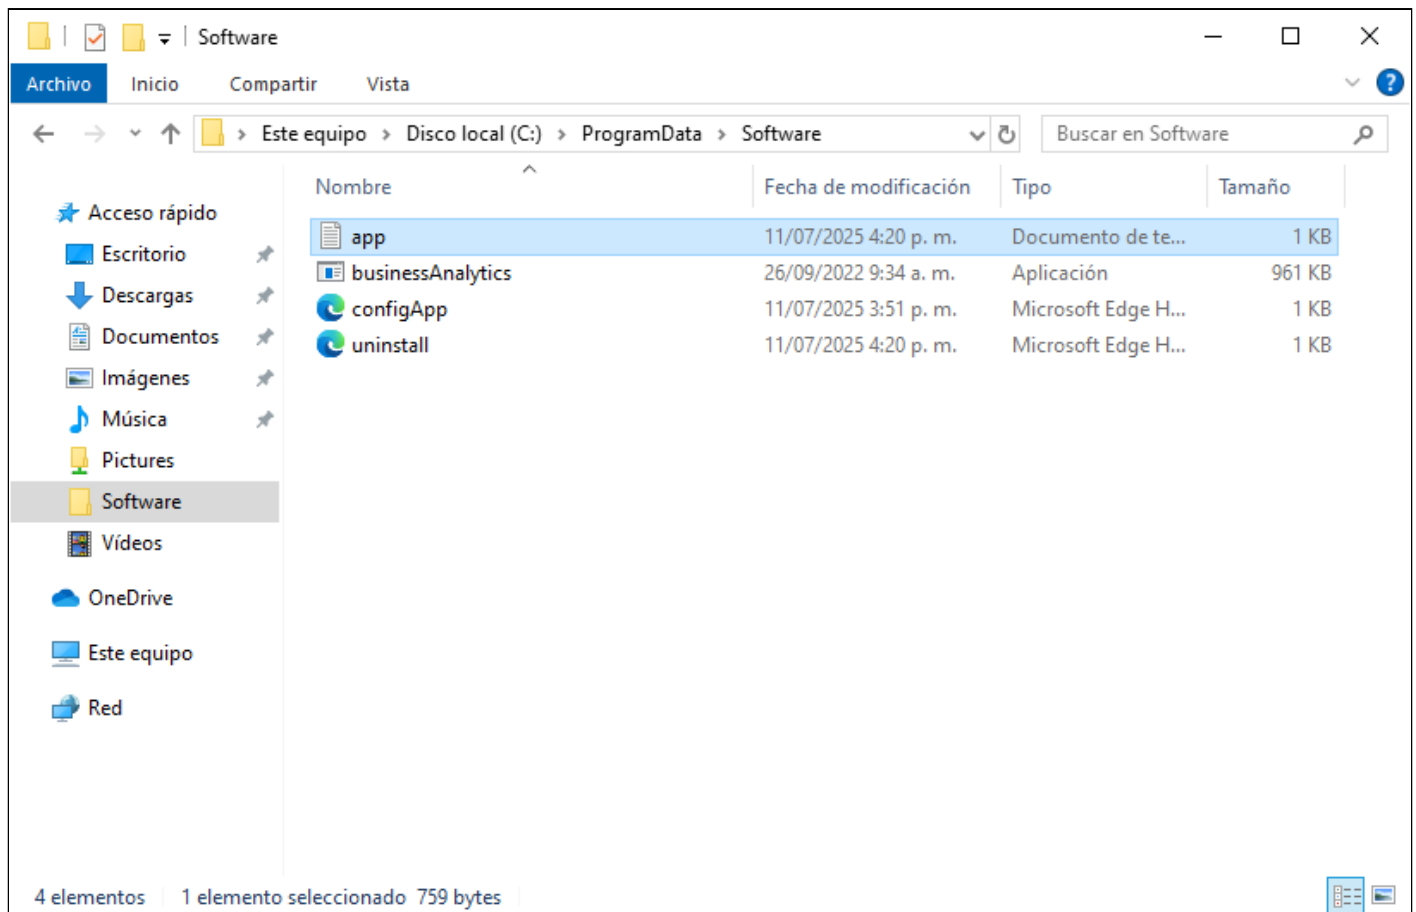 Software
Archivo Inicio Compartir Vista
Este equipo > Disco local (C:) > ProgramData > Software
Buscar en Software
Nombre Fecha de modificación Tipo Tamaño
app 11/07/2025 4:20 p. m. Documento de te... 1 KB
businessAnalytics 26/09/2022 9:34 a. m. Aplicación 961 KB
configApp 11/07/2025 3:51 p. m. Microsoft Edge H... 1 KB
uninstall 11/07/2025 4:20 p. m. Microsoft Edge H... 1 KB
Acceso rápido
Escritorio
Descargas
Documentos
Imágenes
Música
Pictures
Software
Vídeos
OneDrive
Este equipo
Red
4 elementos 1 elemento seleccionado 759 bytes